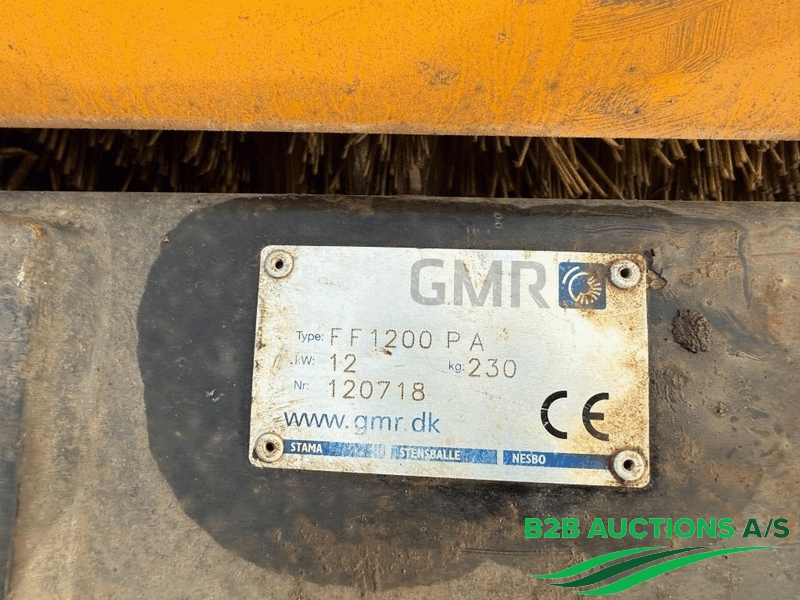 GMR
Type: FF1200 PA
kW: 12 kg: 230
Nr: 120718
www.gmr.dk
CE
STAMA STENSBALLE NESBO
B2B AUCTIONS A/S